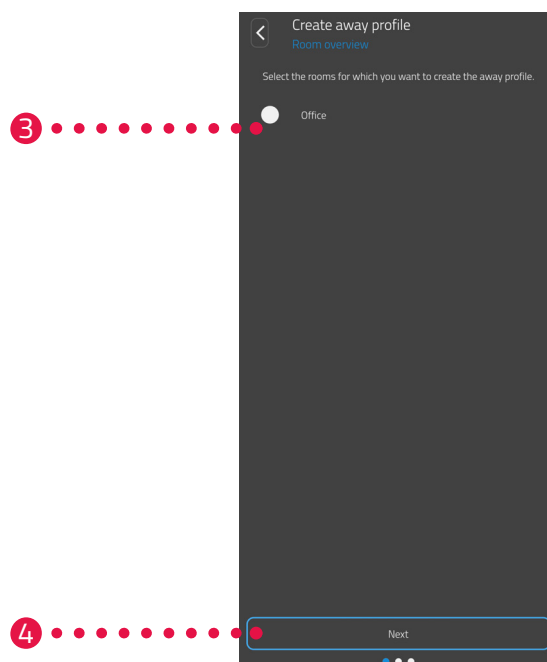 Create away profile
Room overview
Select the rooms for which you want to create the away profile.
3
Office
4
Next